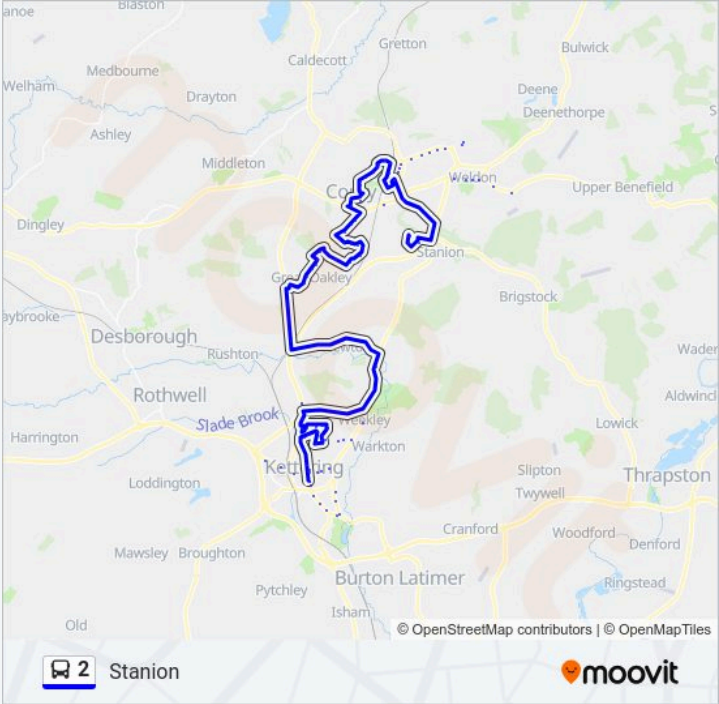 Blaston
Gretton
Bulwick
Caldecott
Medbourne
Welham
Drayton
Deene
Deenethorpe
Ashley
Middleton
Weldon
Upper Benefield
Dingley
Stanion
Great Oakley
Brigstock
Desborough
Rushton
Rothwell
Slade Brook
Weekley
Lowick
Harrington
Warkton
Kettering
Slipton
Thrapston
Loddington
Twywell
Cranford
Woodford
Denford
Mawsley
Broughton
Burton Latimer
Ringstead
Pytchley
Isham
Old
© OpenStreetMap contributors | © OpenMapTiles
2 Stanion
moovit